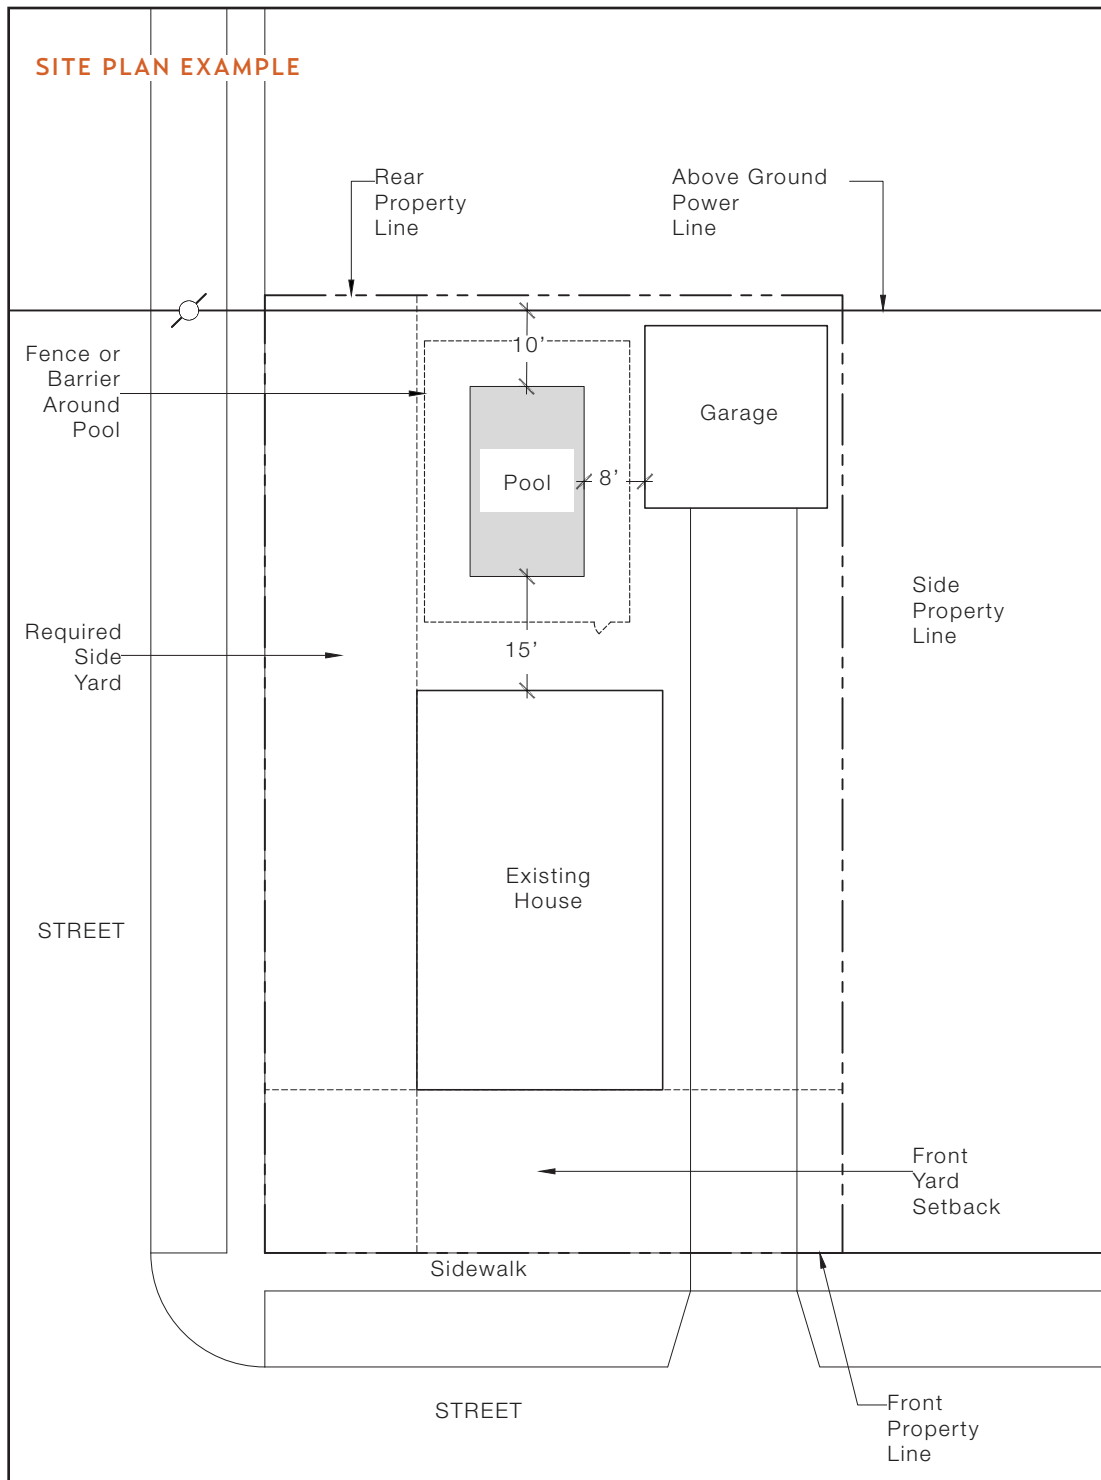 SITE PLAN EXAMPLE
Rear
Property
Line
Above Ground
Power
Line
Fence or
Barrier
Around
Pool
10’
Garage
Pool
8’
Side
Property
Line
Required
Side
Yard
15’
Existing
House
STREET
Front
Yard
Setback
Sidewalk
STREET
Front
Property
Line